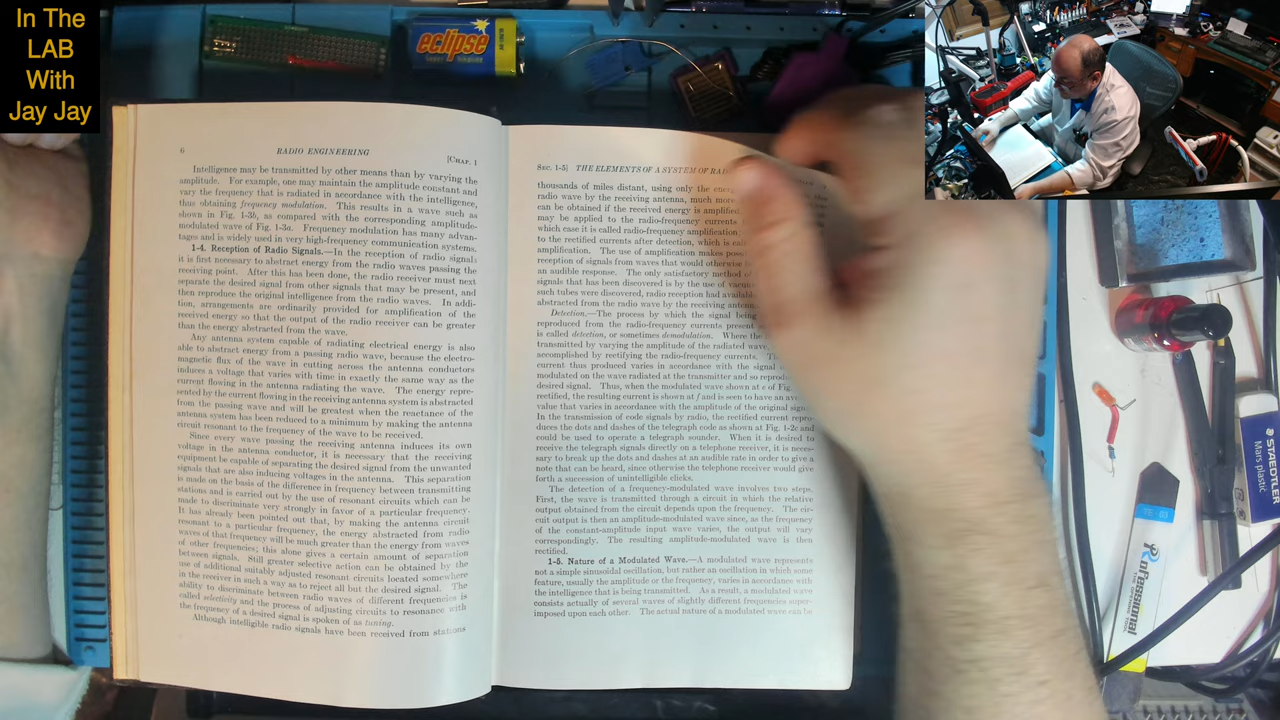 In The
LAB
With
Jay Jay
eclipse
6
RADIO ENGINEERING
[CHAP. 1
Intelligence may be transmitted by other means than by varying the
amplitude. For example, one may maintain the amplitude constant and
vary the frequency that is radiated in accordance with the intelligence,
thus obtaining frequency modulation. This results in a wave such as
shown in Fig. 1-3b, as compared with the corresponding amplitude-
modulated wave of Fig. 1-3a. Frequency modulation has many advan-
tages and is widely used in very high-frequency communication systems.
1-4. Reception of Radio Signals.—In the reception of radio signals
it is first necessary to abstract energy from the radio waves passing the
receiving point. After this has been done, the radio receiver must next
separate the desired signal from other signals that may be present, and
then reproduce the original intelligence from the radio waves. In addi-
tion, arrangements are ordinarily provided for amplification of the
received energy so that the output of the radio receiver can be greater
than the energy abstracted from the wave.
Any antenna system capable of radiating electrical energy is also
able to abstract energy from a passing radio wave, because the electro-
magnetic flux of the wave in cutting across the antenna conductors
induces a voltage that varies with time in exactly the same way as the
current flowing in the antenna radiating the wave. The energy repre-
sented by the current flowing in the receiving antenna system is abstracted
from the passing wave and will be greatest when the reactance of the
antenna system has been reduced to a minimum by making the antenna
circuit resonant to the frequency of the wave to be received.
Since every wave passing the receiving antenna induces its own
voltage in the antenna conductor, it is necessary that the receiving
equipment be capable of separating the desired signal from the unwanted
signals that are also inducing voltages in the antenna. This separation
is made on the basis of the difference in frequency between transmitting
stations and is carried out by the use of resonant circuits which can be
made to discriminate very strongly in favor of a particular frequency.
It has already been pointed out that, by making the antenna circuit
resonant to a particular frequency, the energy abstracted from radio
waves of that frequency will be much greater than the energy from waves
of other frequencies; this alone gives a certain amount of separation
between signals. Still greater selective action can be obtained by the
use of additional suitably adjusted resonant circuits located somewhere
in the receiver in such a way as to reject all but the desired signal. The
ability to discriminate between radio waves of different frequencies is
called selectivity and the process of adjusting circuits to resonance with
the frequency of a desired signal is spoken of as tuning.
Although intelligible radio signals have been received from stations
SEC. 1-5] THE ELEMENTS OF A SYSTEM OF
thousands of miles distant, using only the
radio wave by the receiving antenna, much more
can be obtained if the received energy is amplified.
may be applied to the radio-frequency currents
which case it is called radio-frequency amplification;
to the rectified currents after detection, which is
amplification. The use of amplification makes
reception of signals from waves that would otherwise
an audible response. The only satisfactory method of
signals that has been discovered is by the use of
such tubes were discovered, radio reception had
abstracted from the radio wave by the receiving
Detection.—The process by which the signal being
reproduced from the radio-frequency currents present
is called detection, or sometimes demodulation. Where the
transmitted by varying the amplitude of the radiated wave,
accomplished by rectifying the radio-frequency currents.
current thus produced varies in accordance with the signal
modulated on the wave radiated at the transmitter and so
desired signal. Thus, when the modulated wave shown at e of Fig.
rectified, the resulting current is shown at f and is seen to have an
value that varies in accordance with the amplitude of the original
In the transmission of code signals by radio, the rectified current repro-
duces the dots and dashes of the telegraph code as shown at Fig. 1-2c and
could be used to operate a telegraph sounder. When it is desired to
receive the telegraph signals directly on a telephone receiver, it is neces-
sary to break up the dots and dashes at an audible rate in order to give a
note that can be heard, since otherwise the telephone receiver would give
forth a succession of unintelligible clicks.
The detection of a frequency-modulated wave involves two steps.
First, the wave is transmitted through a circuit in which the relative
output obtained from the circuit depends upon the frequency. The cir-
cuit output is then an amplitude-modulated wave since, as the frequency
of the constant-amplitude input wave varies, the output will vary
correspondingly. The resulting amplitude-modulated wave is then
rectified.
1-5. Nature of a Modulated Wave.—A modulated wave represents
not a simple sinusoidal oscillation, but rather an oscillation in which some
feature, usually the amplitude or the frequency, varies in accordance with
the intelligence that is being transmitted. As a result, a modulated wave
consists actually of several waves of slightly different frequencies super-
imposed upon each other. The actual nature of a modulated wave can be
STAEDTLER
Mars plastic
ProFessional